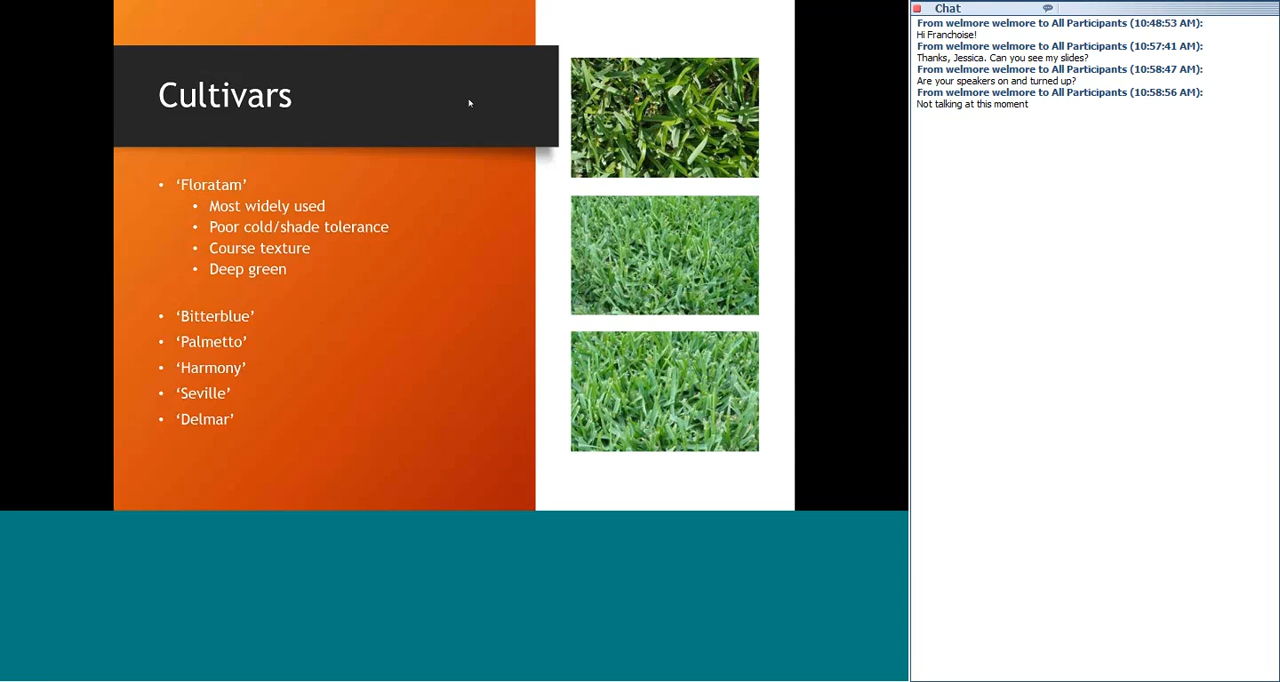 Cultivars
• ‘Floratam’
• Most widely used
• Poor cold/shade tolerance
• Course texture
• Deep green
• ‘Bitterblue’
• ‘Palmetto’
• ‘Harmony’
• ‘Seville’
• ‘Delmar’
Chat
From welmore welmore to All Participants (10:48:53 AM):
Hi Franchoise!
From welmore welmore to All Participants (10:57:41 AM):
Thanks, Jessica. Can you see my slides?
From welmore welmore to All Participants (10:58:47 AM):
Are your speakers on and turned up?
From welmore welmore to All Participants (10:58:56 AM):
Not talking at this moment